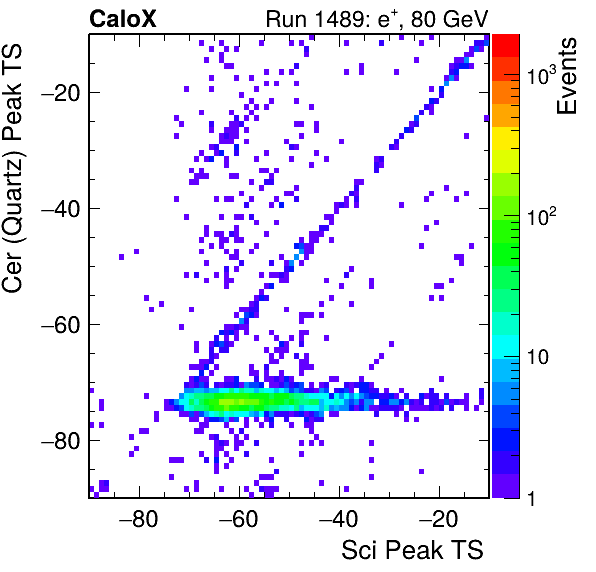 CaloX Run 1489: e⁺, 80 GeV
Cer (Quartz) Peak TS
−20
−40
−60
−80
−80 −60 −40 −20
Sci Peak TS
Events
10³
10²
10
1